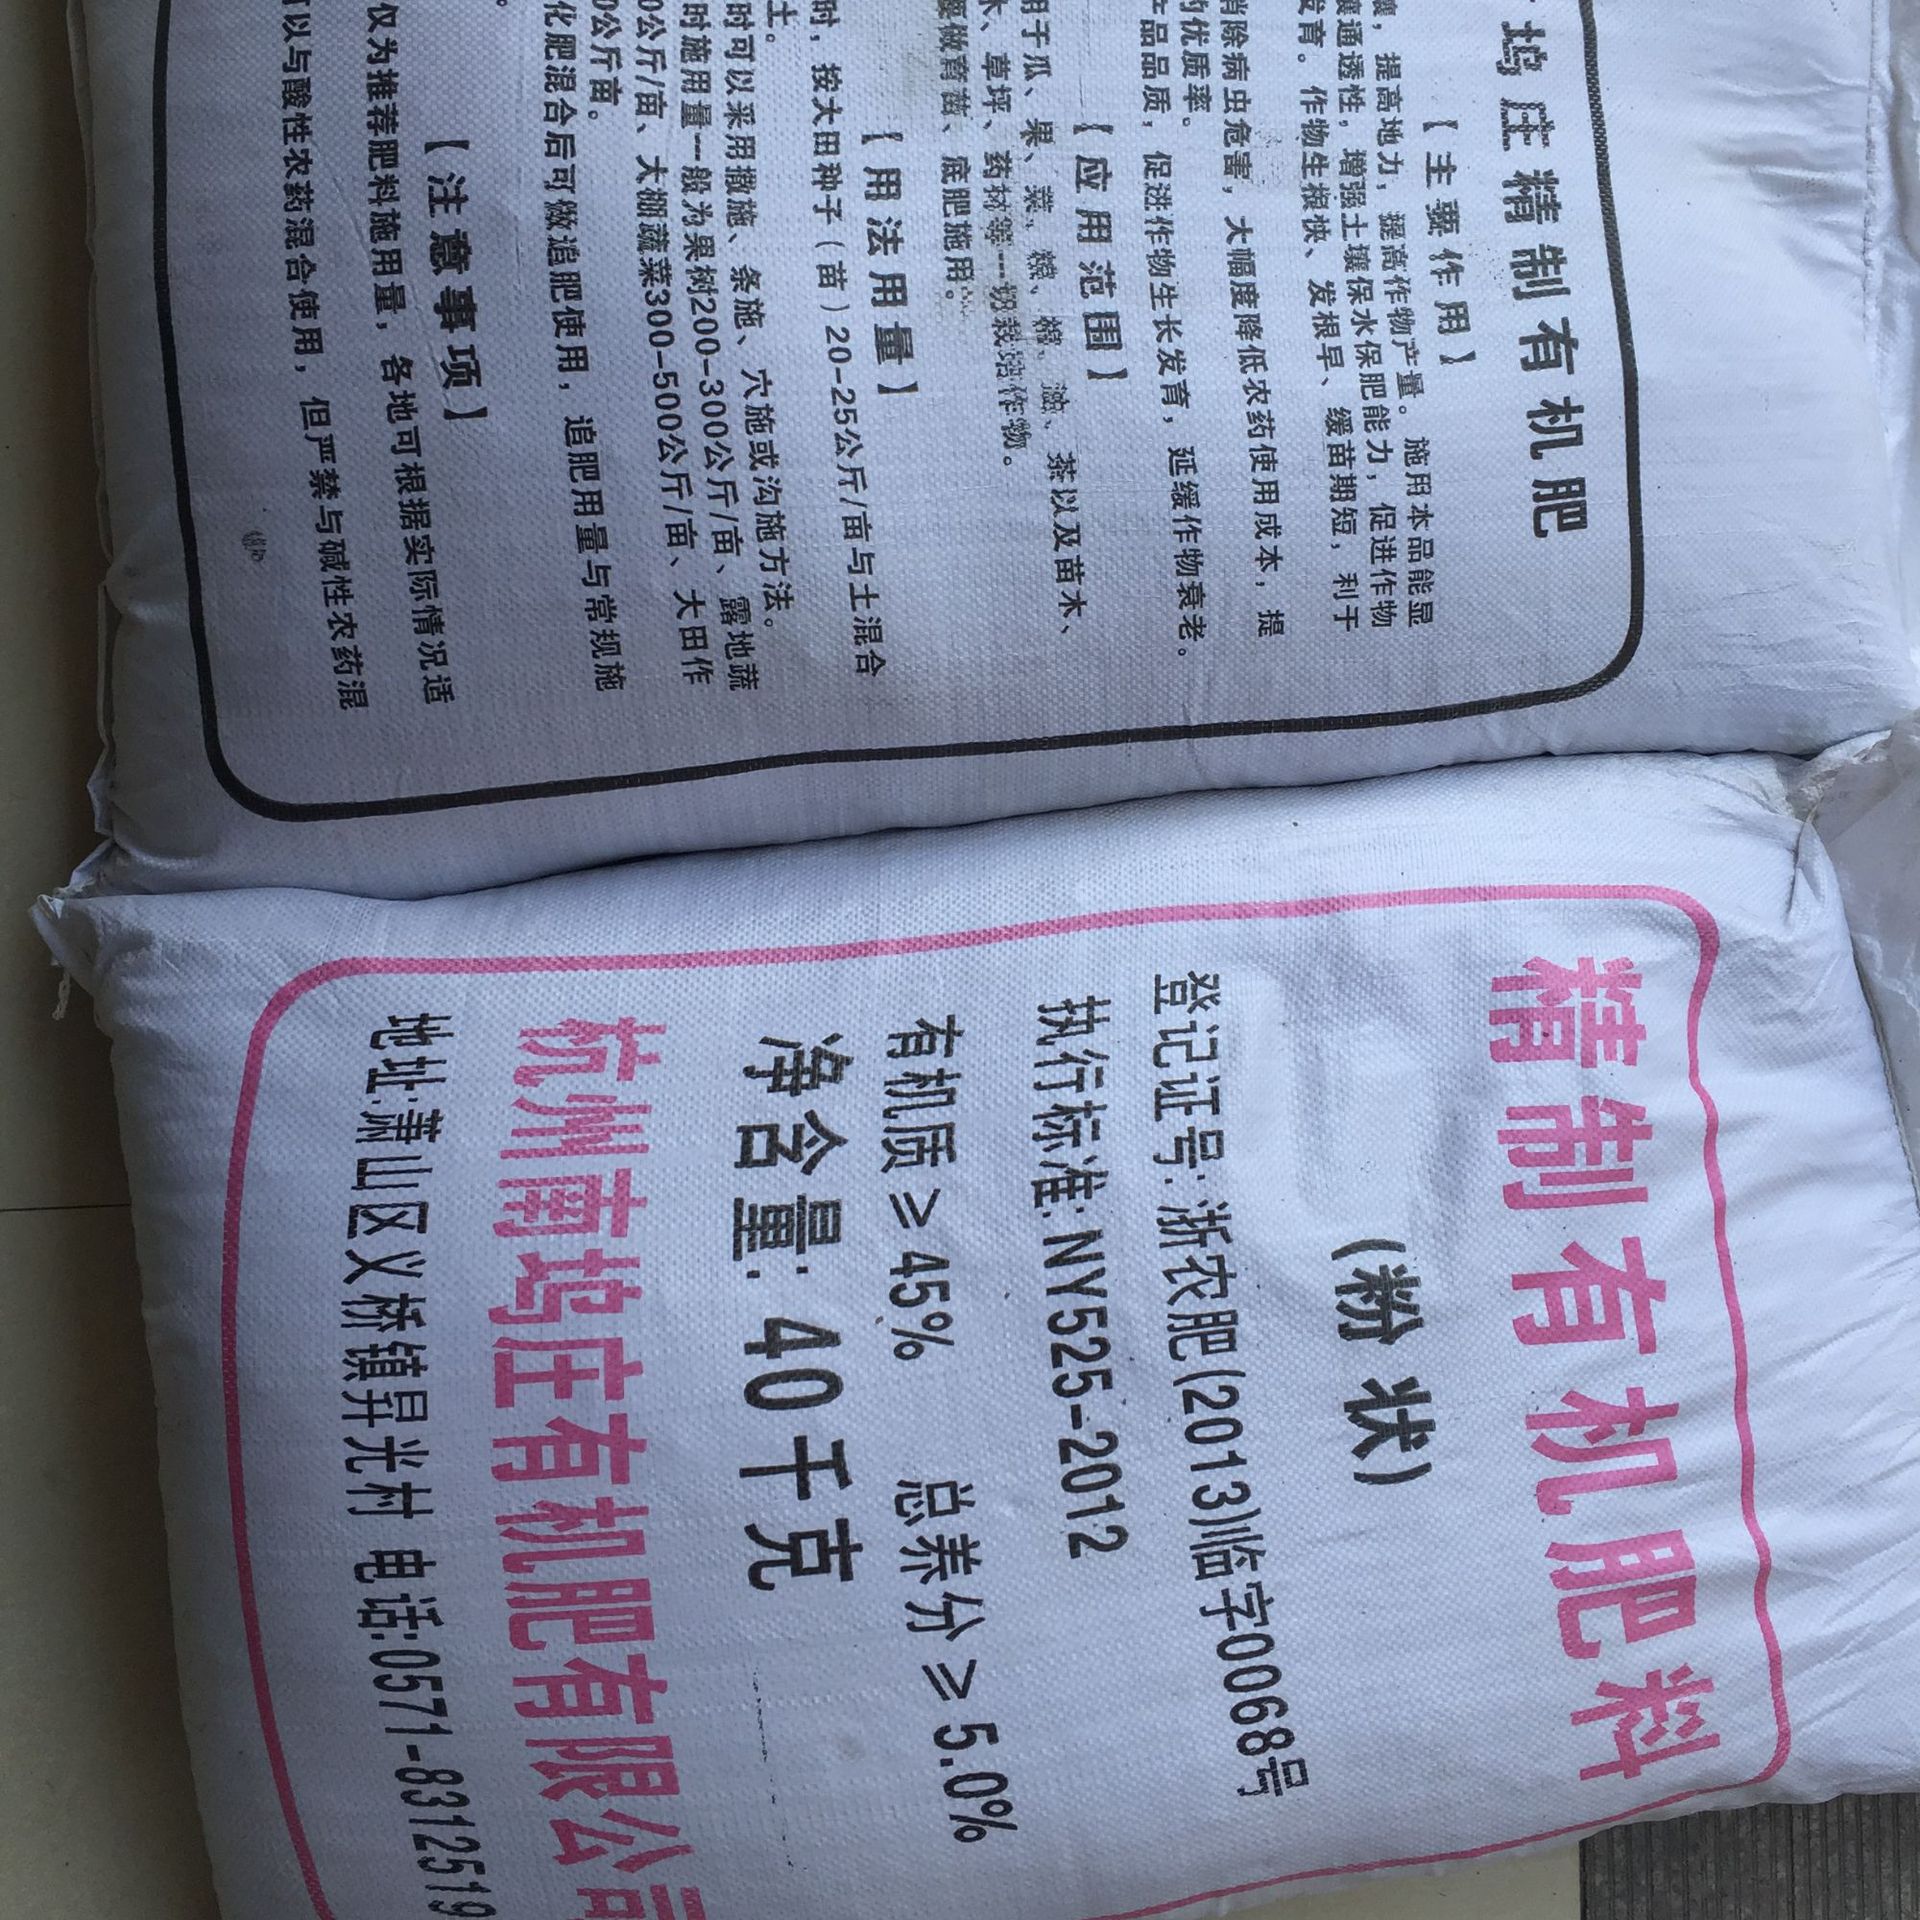 坞庄精制有机肥
【主要作用】
壤，提高地力，提高作物产量。施用本品能显
壤通透性，增强土壤保水保肥能力，促进作物
发育。作物生根快、发根早、缓苗期短，利于
消除病虫危害，大幅度降低农药使用成本，提
的优质率。
产品品质，促进作物生长发育，延缓作物衰老。
【应用范围】
用于瓜、果、菜、粮、棉、油、茶以及苗木、
木、草坪、药材等一切栽培作物。
要做育苗、底肥施用。
【用法用量】
时，按大田种子（苗）20-25公斤/亩与土混合
土。
时可以采用撒施、条施、穴施或沟施方法。
时施用量一般为果树200-300公斤/亩、露地蔬
0公斤/亩、大棚蔬菜300-500公斤/亩、大田作
0公斤亩。
化肥混合后可做追肥使用，追肥用量与常规施
。
【注意事项】
仅为推荐肥料施用量，各地可根据实际情况适
可以与酸性农药混合使用，但严禁与碱性农药混
精制有机肥料
(粉状)
登记证号:浙农肥(2013)临字0068号
执行标准:NY525-2012
有机质≥45% 总养分≥5.0%
净含量:40千克
杭州南坞庄有机肥有限公司
地址:萧山区义桥镇昇光村 电话:0571-8312519